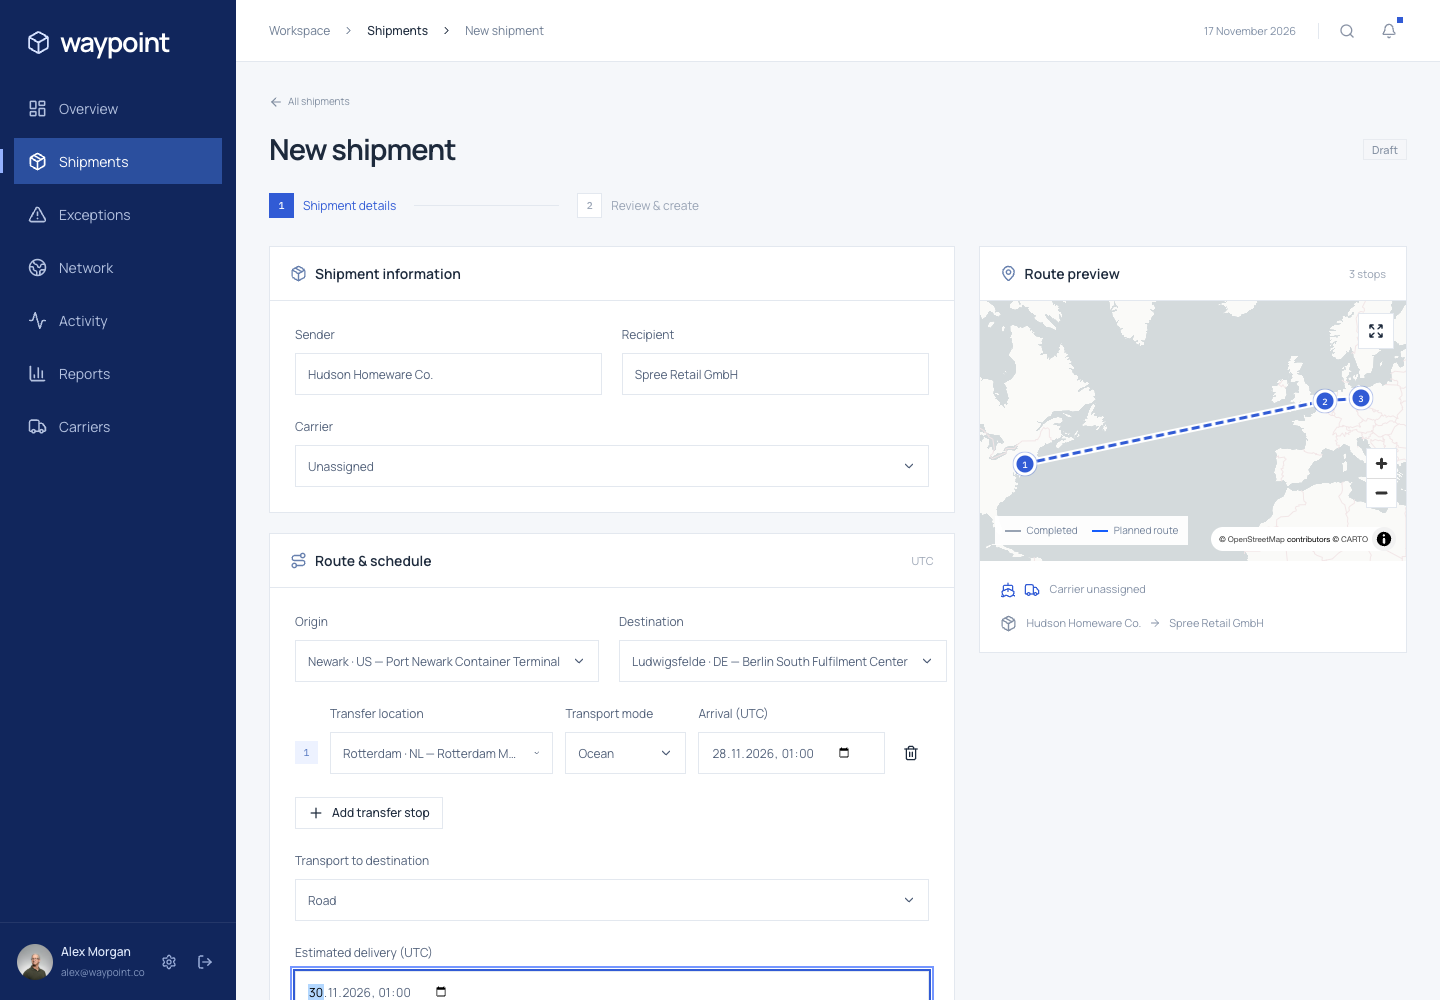 waypoint
Overview
Shipments
Exceptions
Network
Activity
Reports
Carriers
Alex Morgan
alex@waypoint.co
Workspace > Shipments > New shipment
17 November 2026
← All shipments
New shipment
Draft
1 Shipment details
2 Review & create
Shipment information
Sender
Recipient
Hudson Homeware Co.
Spree Retail GmbH
Carrier
Unassigned
Route & schedule
UTC
Origin
Destination
Newark · US — Port Newark Container Terminal
Ludwigsfelde · DE — Berlin South Fulfilment Center
Transfer location
Transport mode
Arrival (UTC)
1
Rotterdam · NL — Rotterdam M...
Ocean
28.11.2026, 01:00
+ Add transfer stop
Transport to destination
Road
Estimated delivery (UTC)
30.11.2026, 01:00
Route preview
3 stops
1
2
3
+
−
Completed
Planned route
© OpenStreetMap contributors © CARTO
Carrier unassigned
Hudson Homeware Co. → Spree Retail GmbH